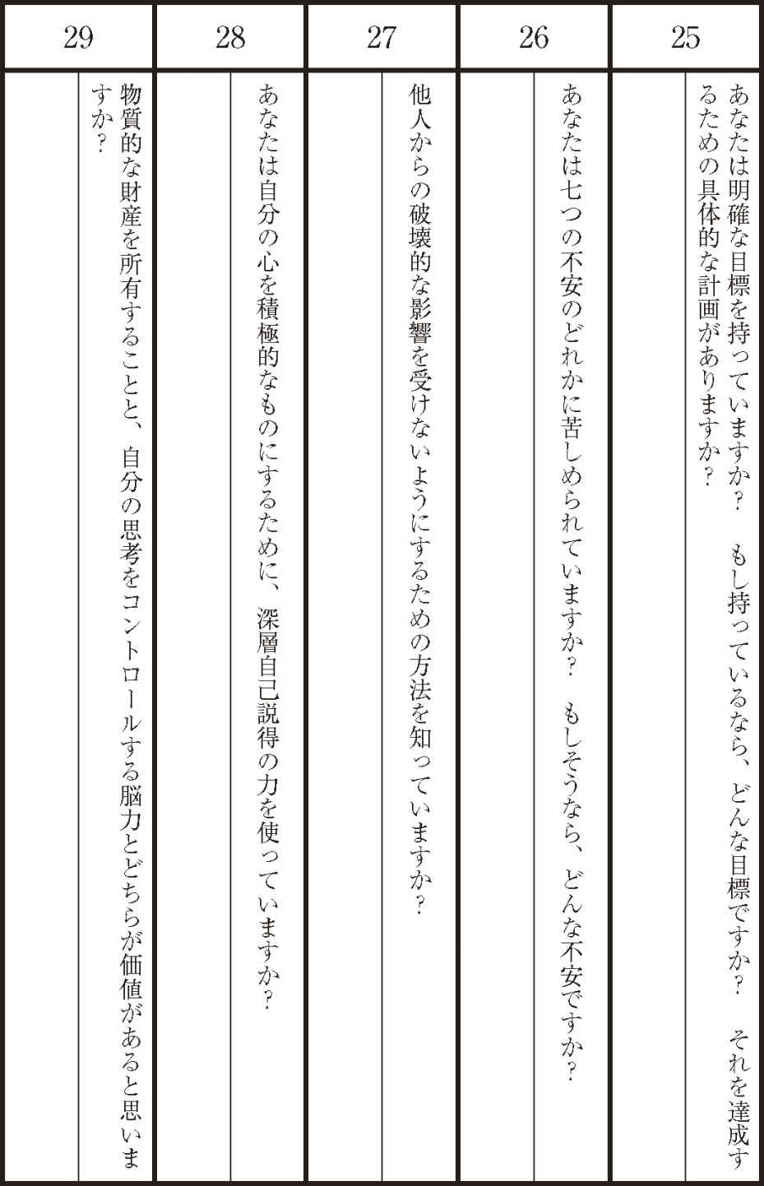 25
あなたは明確な目標を持っていますか？　もし持っているなら、どんな目標ですか？　それを達成す
るための具体的な計画がありますか？
26
あなたは七つの不安のどれかに苦しめられていますか？　もしそうなら、どんな不安ですか？
27
他人からの破壊的な影響を受けないようにするための方法を知っていますか？
28
あなたは自分の心を積極的なものにするために、深層自己説得の力を使っていますか？
29
物質的な財産を所有することと、自分の思考をコントロールする脳力とどちらが価値があると思いま
すか？